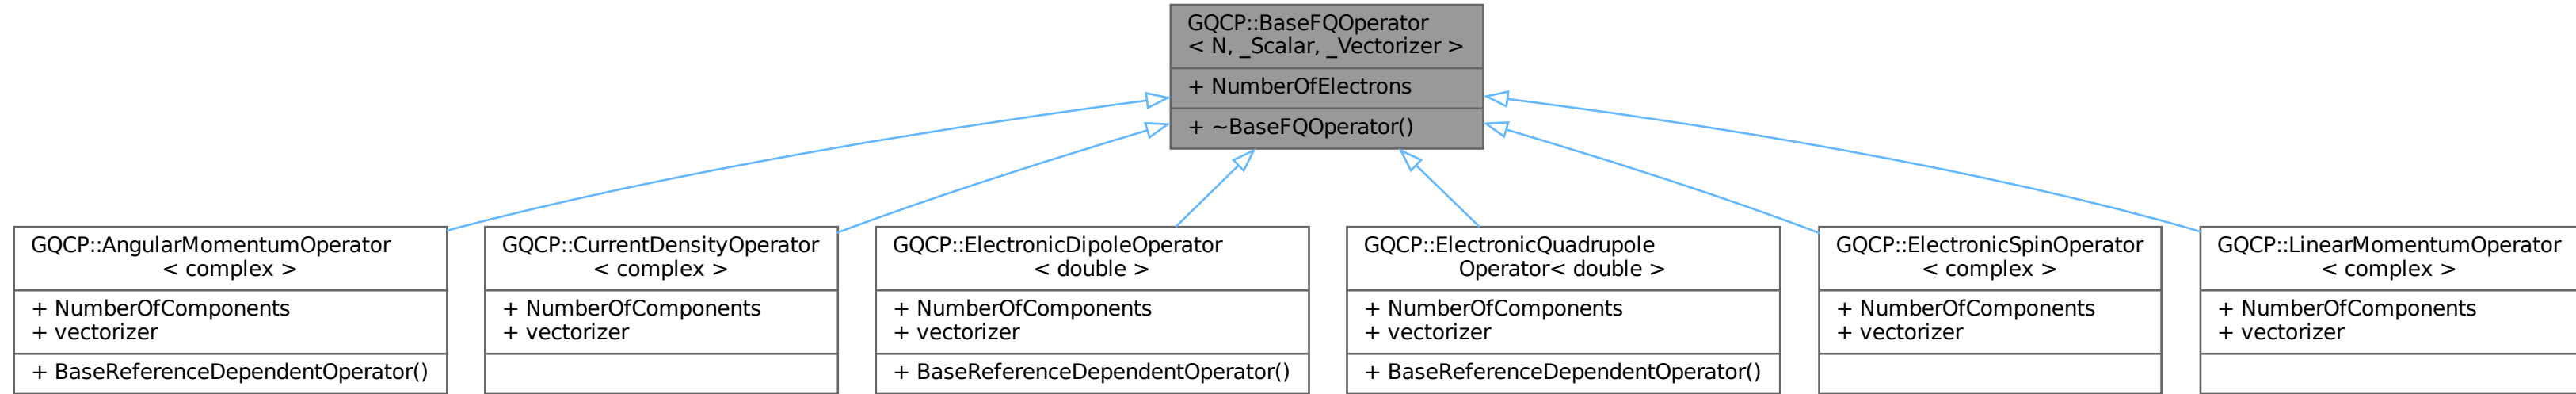 GQCP::BaseFQOperator
< N, _Scalar, _Vectorizer >
+ NumberOfElectrons
+ ~BaseFQOperator()
GQCP::AngularMomentumOperator
< complex >
+ NumberOfComponents
+ vectorizer
+ BaseReferenceDependentOperator()
GQCP::CurrentDensityOperator
< complex >
+ NumberOfComponents
+ vectorizer
GQCP::ElectronicDipoleOperator
< double >
+ NumberOfComponents
+ vectorizer
+ BaseReferenceDependentOperator()
GQCP::ElectronicQuadrupole
Operator< double >
+ NumberOfComponents
+ vectorizer
+ BaseReferenceDependentOperator()
GQCP::ElectronicSpinOperator
< complex >
+ NumberOfComponents
+ vectorizer
GQCP::LinearMomentumOperator
< complex >
+ NumberOfComponents
+ vectorizer